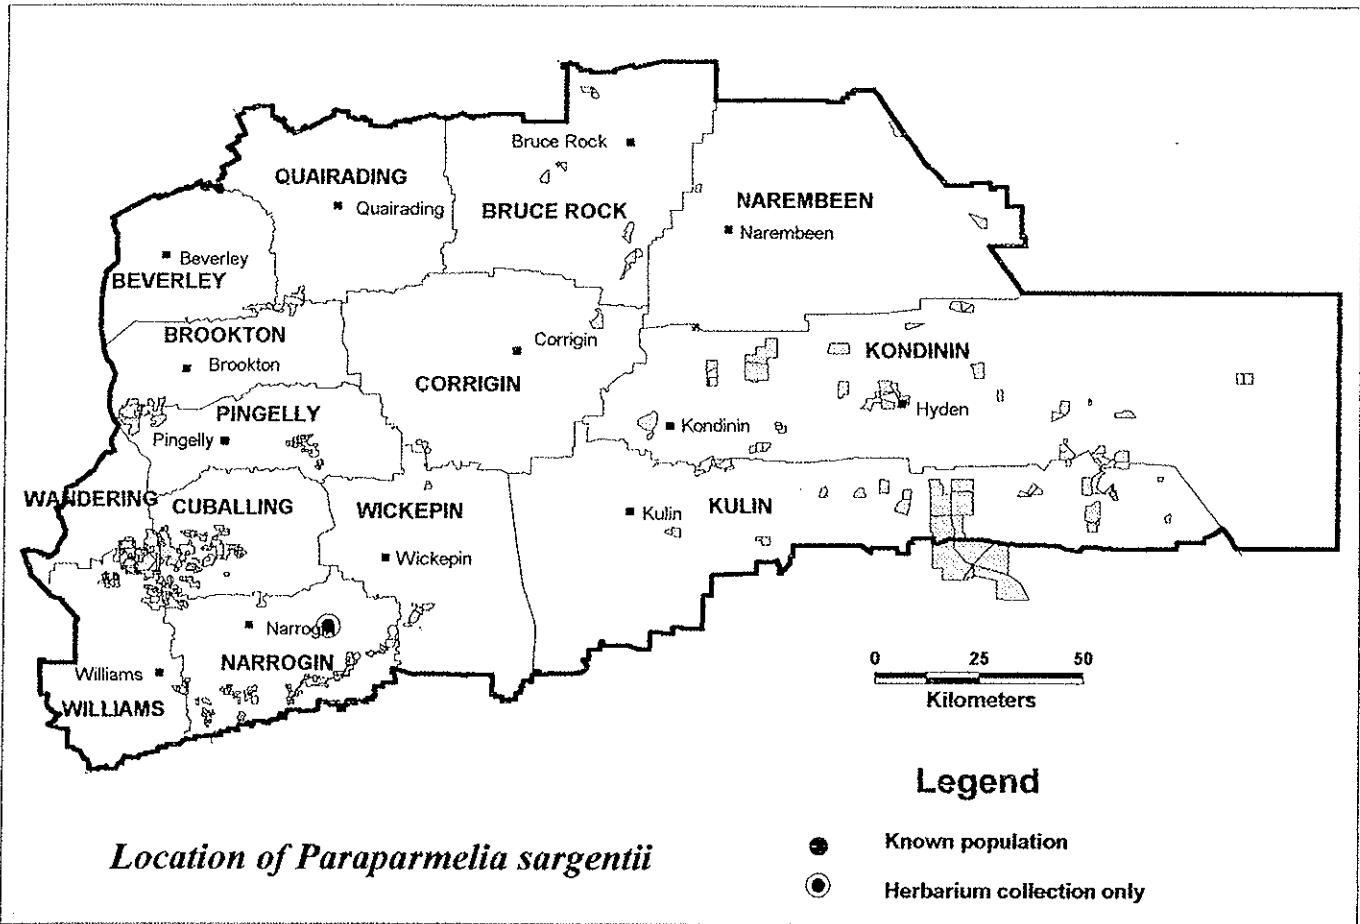 Bruce Rock
QUAIRADING
Quairading
BRUCE ROCK
NAREMBEEN
Narembeen
Beverley
BEVERLEY
BROOKTON
Brookton
Corrigin
CORRIGIN
KONDININ
Hyden
PINGELLY
Pingelly
Kondinin
WANDERING
CUBALLING
WICKEPIN
Kulin
KULIN
Wickepin
Narrogin
NARROGIN
Williams
WILLIAMS
0 25 50
Kilometers
Legend
Known population
Herbarium collection only
Location of Paraparmelia sargentii